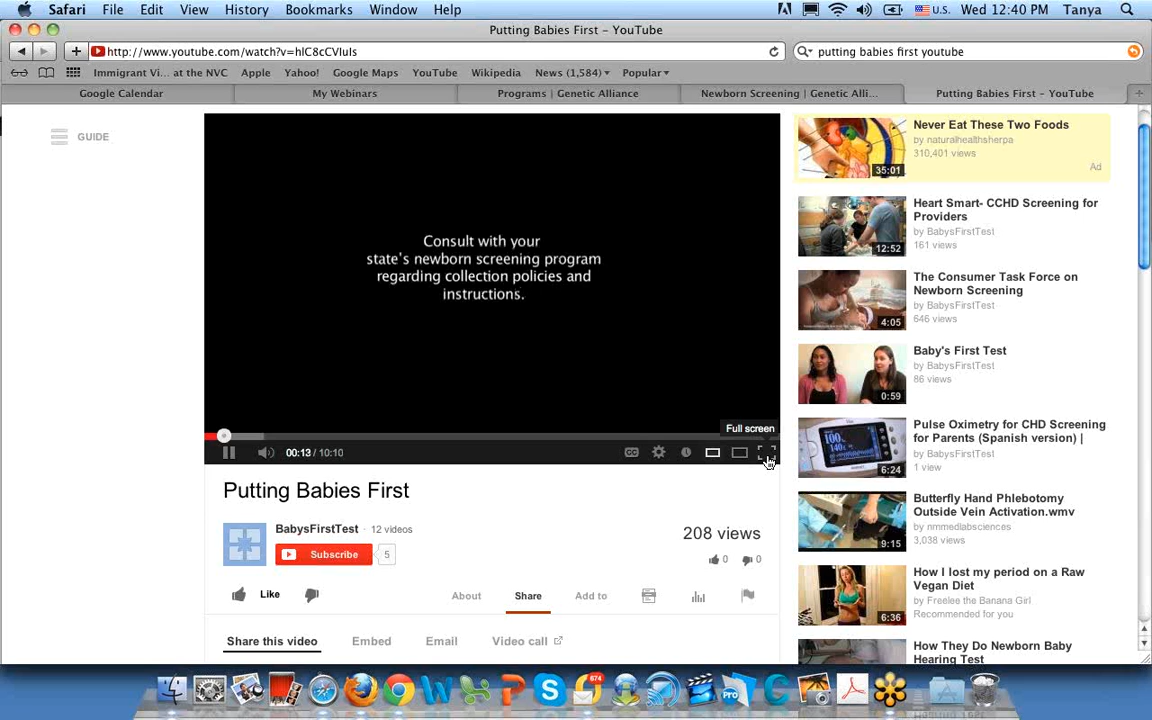 Safari File Edit View History Bookmarks Window Help U.S. Wed 12:40 PM Tanya
Putting Babies First – YouTube
http://www.youtube.com/watch?v=hIC8cCVIuIs
putting babies first youtube
Immigrant Vi... at the NVC Apple Yahoo! Google Maps YouTube Wikipedia News (1,584) Popular
Google Calendar My Webinars Programs | Genetic Alliance Newborn Screening | Genetic Alli... Putting Babies First – YouTube
GUIDE
Consult with your
state's newborn screening program
regarding collection policies and
instructions.
Full screen
00:13 / 10:10 CC
Putting Babies First
BabysFirstTest · 12 videos
Subscribe 5
208 views
0 0
Like About Share Add to
Share this video Embed Email Video call
Never Eat These Two Foods
by naturalhealthsherpa
310,401 views
Ad
35:01
Heart Smart- CCHD Screening for
Providers
by BabysFirstTest
161 views
12:52
The Consumer Task Force on
Newborn Screening
by BabysFirstTest
646 views
4:05
Baby's First Test
by BabysFirstTest
86 views
0:59
Pulse Oximetry for CHD Screening
for Parents (Spanish version) |
by BabysFirstTest
1 view
6:24
Butterfly Hand Phlebotomy
Outside Vein Activation.wmv
by nmmedlabsciences
3,038 views
9:15
How I lost my period on a Raw
Vegan Diet
by Freelee the Banana Girl
Recommended for you
6:36
How They Do Newborn Baby
Hearing Test
674
Pro